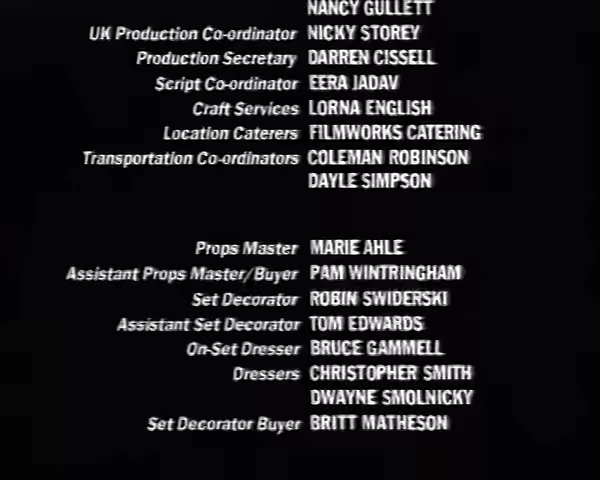 NANCY GULLETT
UK Production Co-ordinator NICKY STOREY
Production Secretary DARREN CISSELL
Script Co-ordinator EERA JADAV
Craft Services LORNA ENGLISH
Location Caterers FILMWORKS CATERING
Transportation Co-ordinators COLEMAN ROBINSON
DAYLE SIMPSON
Props Master MARIE AHLE
Assistant Props Master/Buyer PAM WINTRINGHAM
Set Decorator ROBIN SWIDERSKI
Assistant Set Decorator TOM EDWARDS
On-Set Dresser BRUCE GAMMELL
Dressers CHRISTOPHER SMITH
DWAYNE SMOLNICKY
Set Decorator Buyer BRITT MATHESON